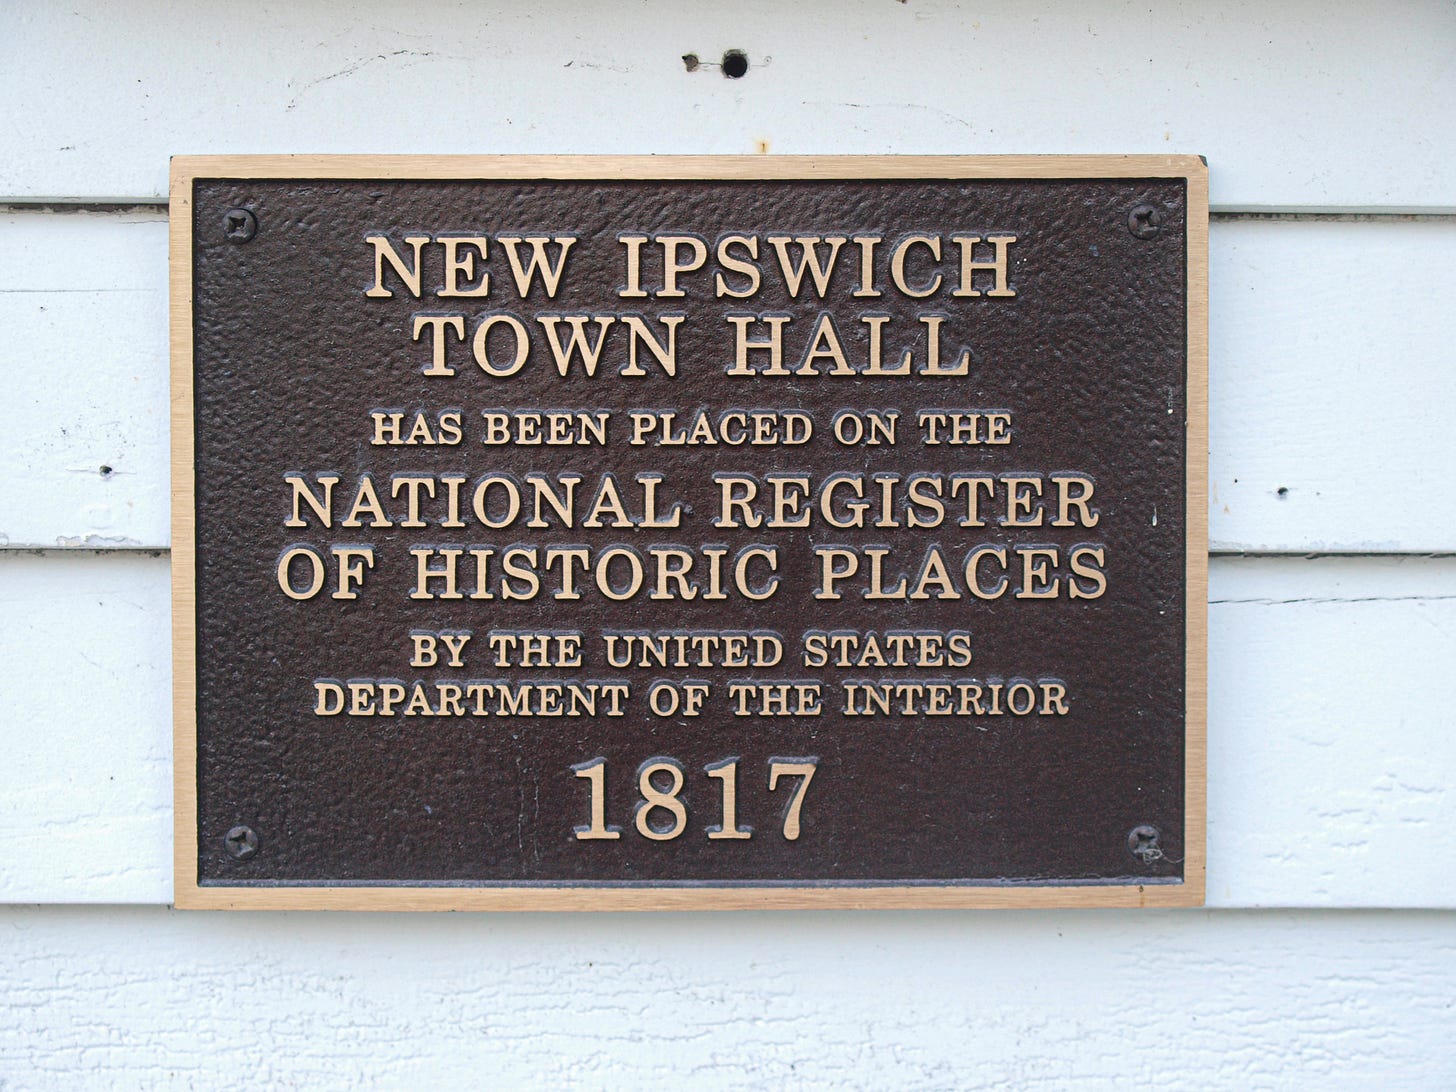 NEW IPSWICH
TOWN HALL
HAS BEEN PLACED ON THE
NATIONAL REGISTER
OF HISTORIC PLACES
BY THE UNITED STATES
DEPARTMENT OF THE INTERIOR
1817